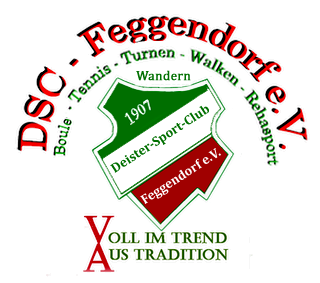 DSC - Feggendorf e.V.
Boule - Tennis - Turnen - Walken - Rehasport
Wandern
1907
Deister-Sport-Club
Feggendorf e.V.
VOLL IM TREND
AUS TRADITION